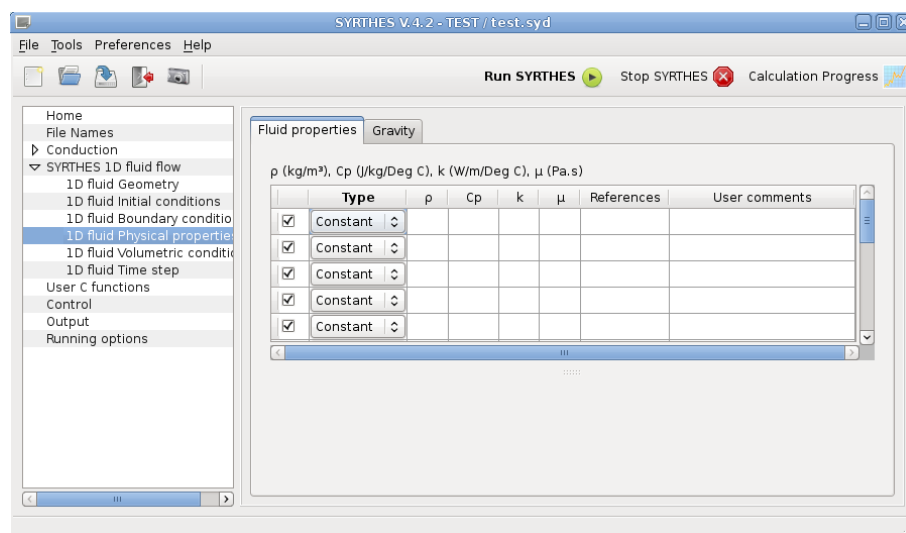 SYRTHES V.4.2 - TEST / test.syd
File Tools Preferences Help
Run SYRTHES Stop SYRTHES Calculation Progress
Home
File Names
Conduction
SYRTHES 1D fluid flow
1D fluid Geometry
1D fluid Initial conditions
1D fluid Boundary conditio
1D fluid Physical propertie
1D fluid Volumetric conditi
1D fluid Time step
User C functions
Control
Output
Running options
Fluid properties Gravity
ρ (kg/m³), Cp (J/kg/Deg C), k (W/m/Deg C), μ (Pa.s)
Type ρ Cp k μ References User comments
Constant
Constant
Constant
Constant
Constant